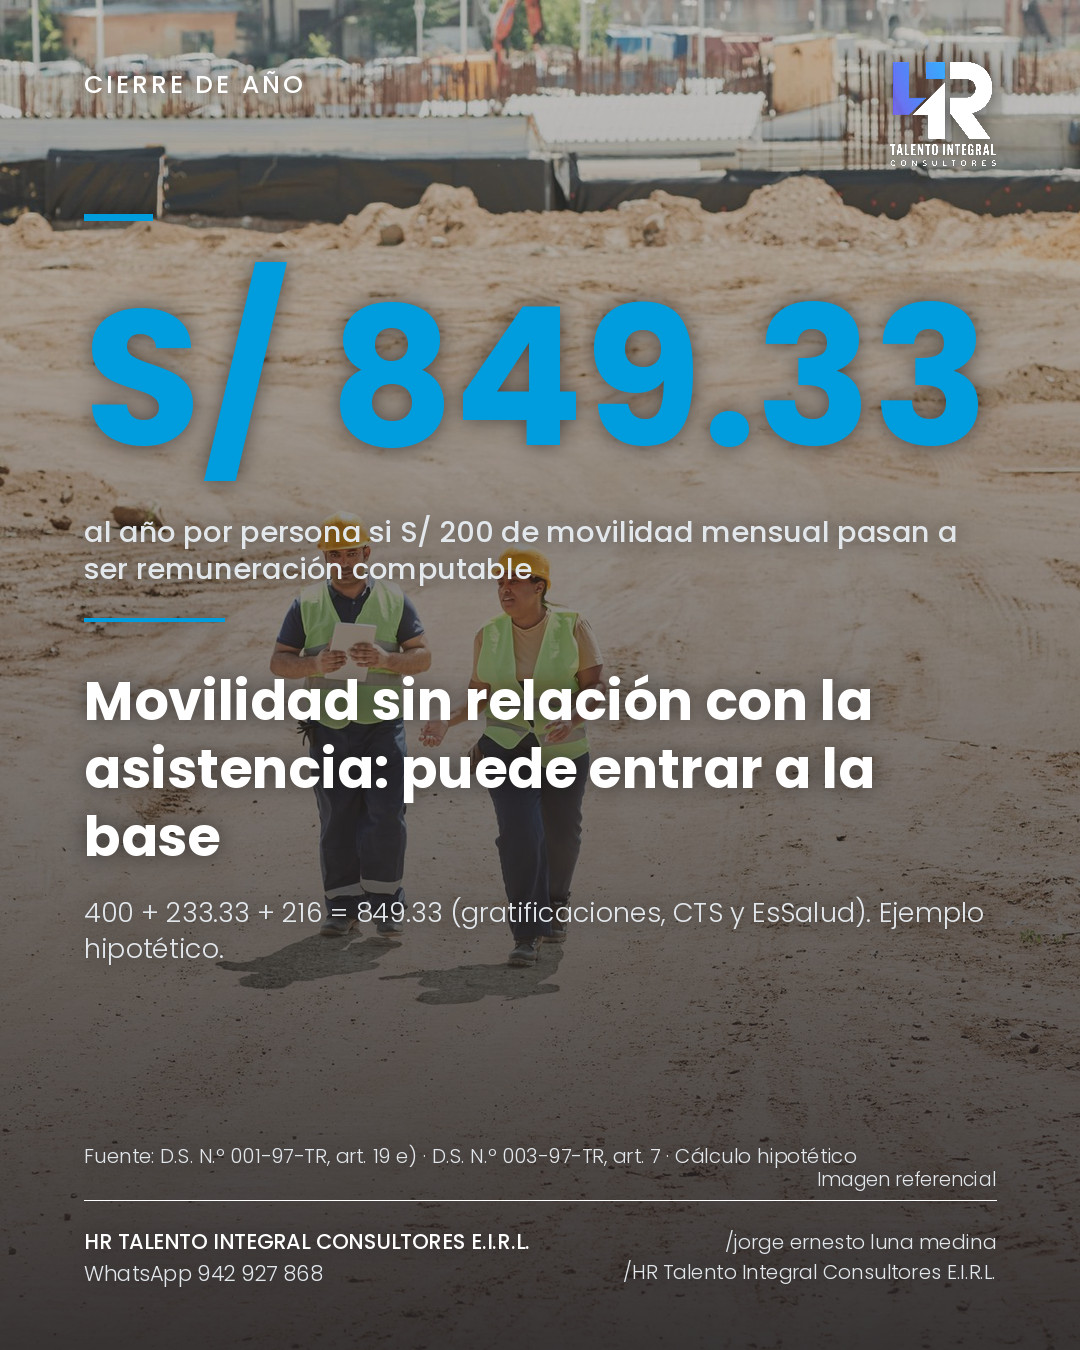 CIERRE DE AÑO
HR
TALENTO INTEGRAL
CONSULTORES
S/ 849.33
al año por persona si S/ 200 de movilidad mensual pasan a
ser remuneración computable
Movilidad sin relación con la
asistencia: puede entrar a la
base
400 + 233.33 + 216 = 849.33 (gratificaciones, CTS y EsSalud). Ejemplo
hipotético.
Fuente: D.S. N.º 001-97-TR, art. 19 e) · D.S. N.º 003-97-TR, art. 7 · Cálculo hipotético
Imagen referencial
HR TALENTO INTEGRAL CONSULTORES E.I.R.L.
WhatsApp 942 927 868
/jorge ernesto luna medina
/HR Talento Integral Consultores E.I.R.L.